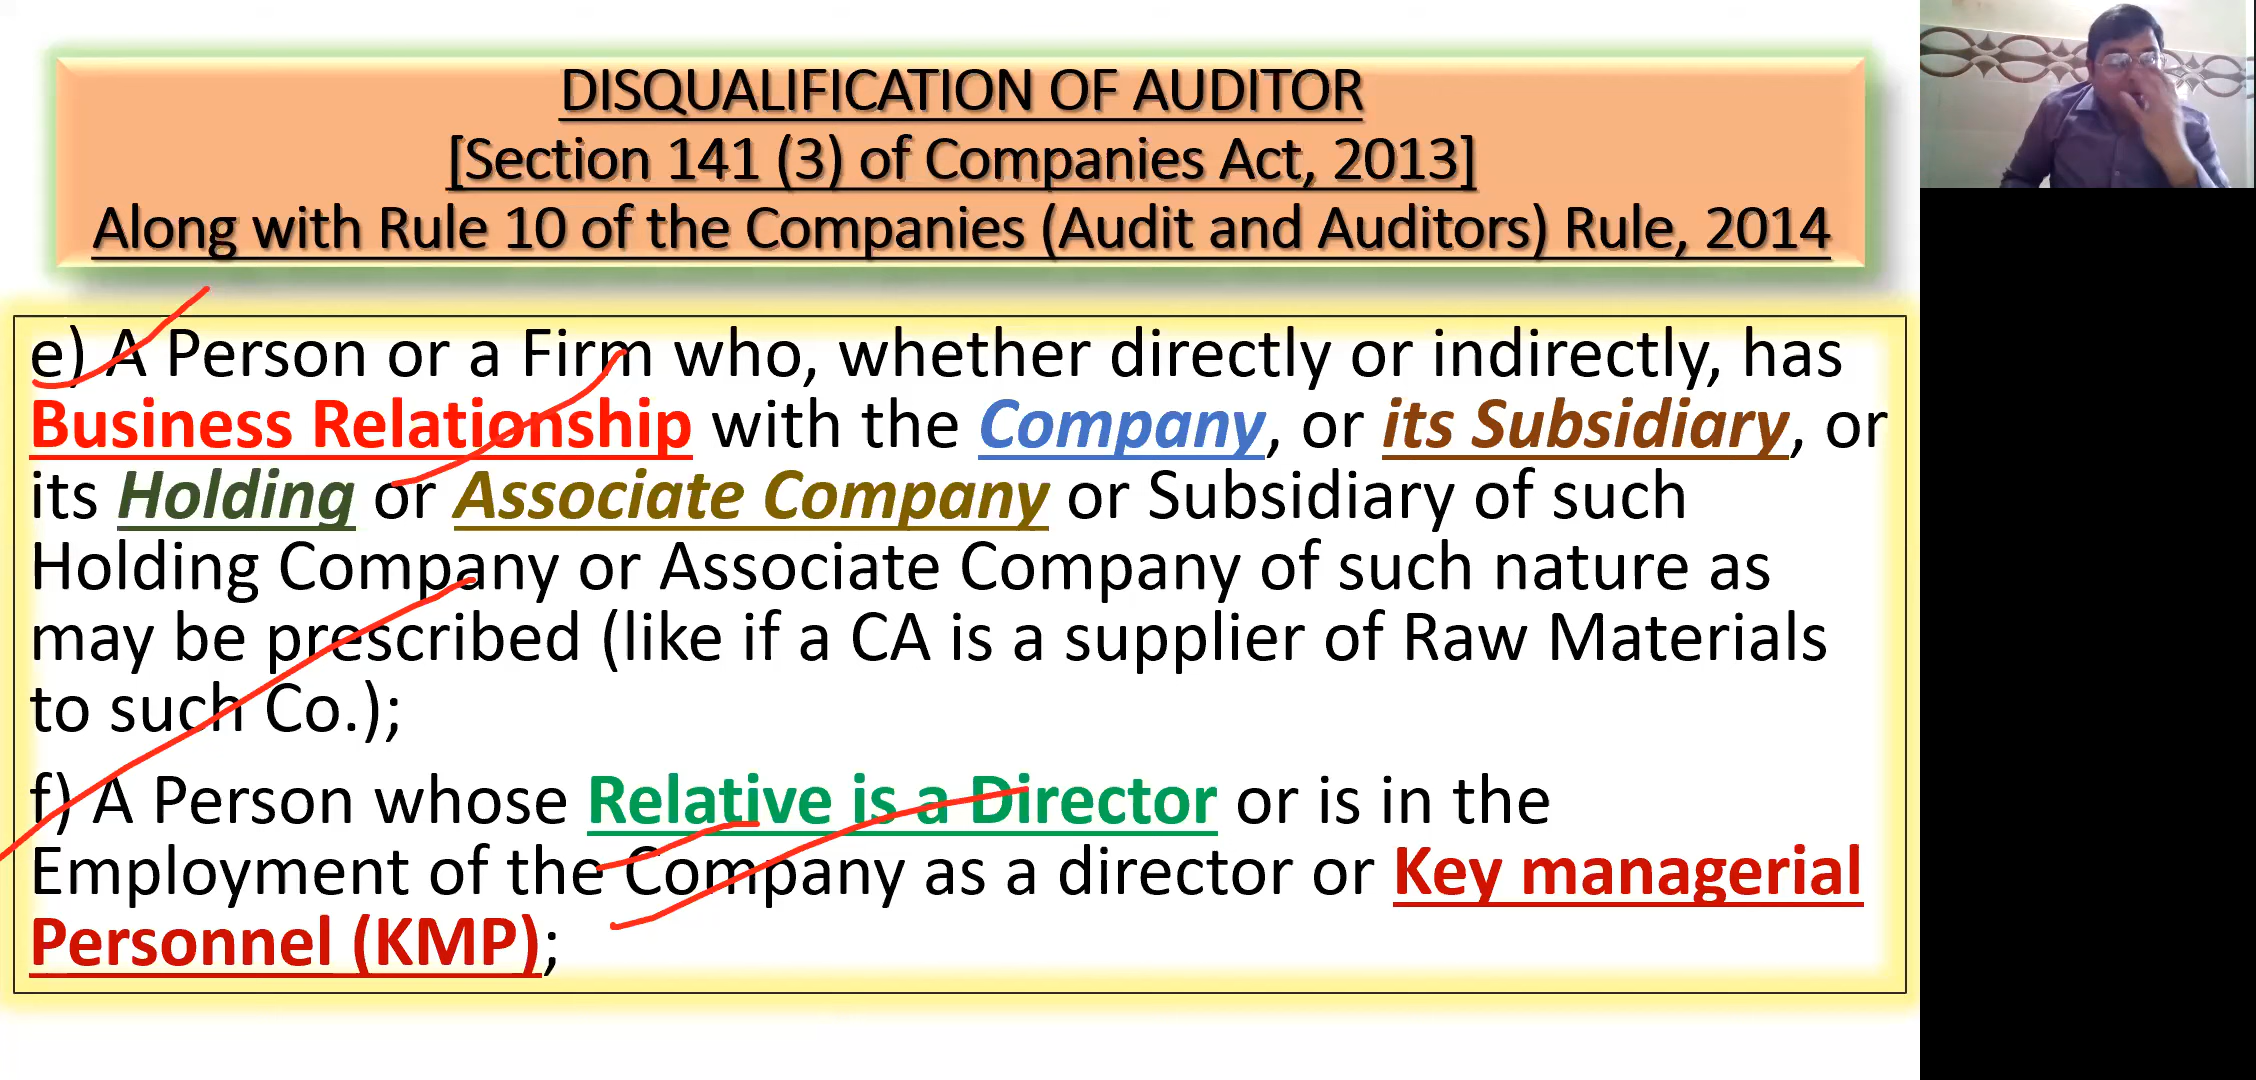 DISQUALIFICATION OF AUDITOR
[Section 141 (3) of Companies Act, 2013]
Along with Rule 10 of the Companies (Audit and Auditors) Rule, 2014
e) A Person or a Firm who, whether directly or indirectly, has
Business Relationship with the Company, or its Subsidiary, or
its Holding or Associate Company or Subsidiary of such
Holding Company or Associate Company of such nature as
may be prescribed (like if a CA is a supplier of Raw Materials
to such Co.);
f) A Person whose Relative is a Director or is in the
Employment of the Company as a director or Key managerial
Personnel (KMP);